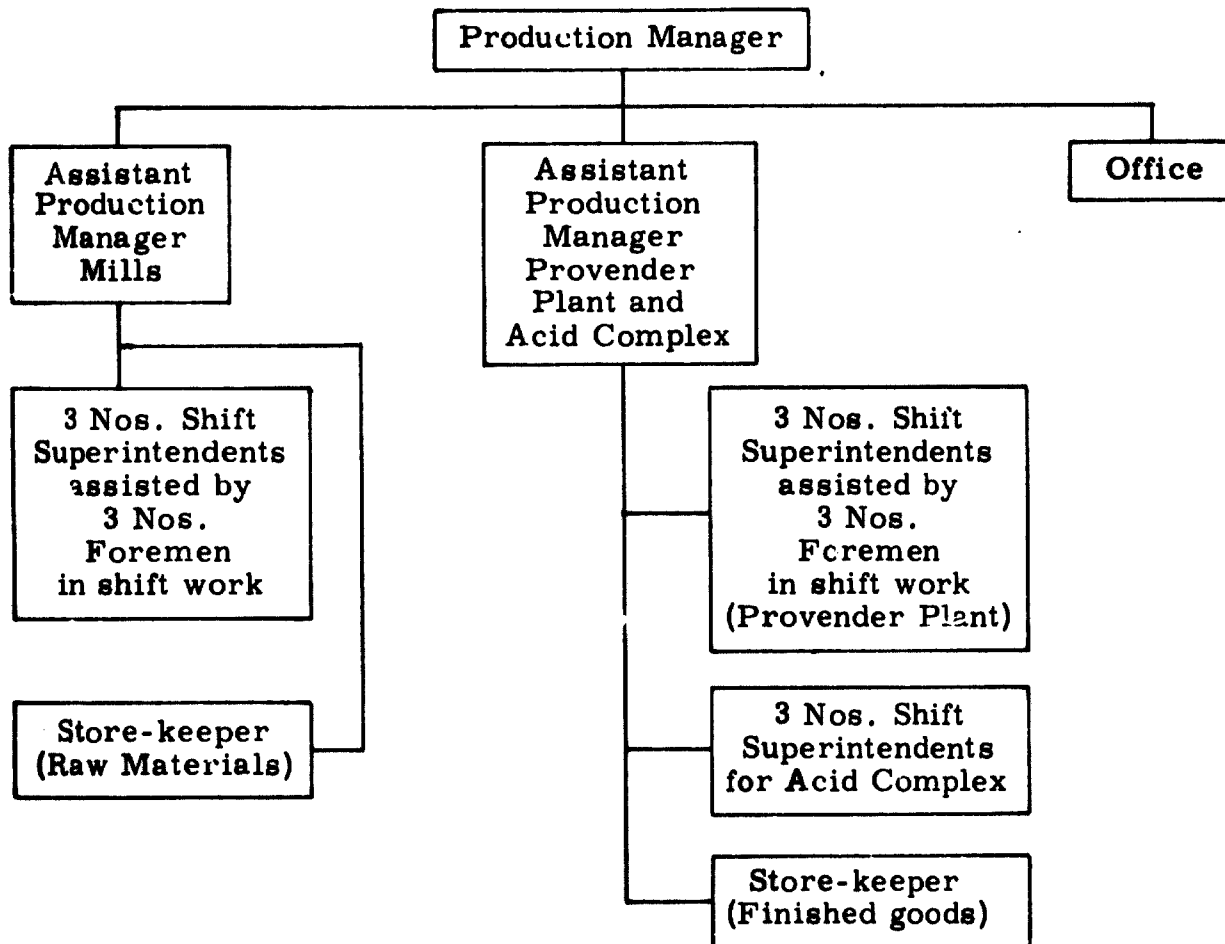 Production Manager
Assistant
Production
Manager
Mills
Assistant
Production
Manager
Provender
Plant and
Acid Complex
Office
3 Nos. Shift
Superintendents
assisted by
3 Nos.
Foremen
in shift work
3 Nos. Shift
Superintendents
assisted by
3 Nos.
Foremen
in shift work
(Provender Plant)
Store-keeper
(Raw Materials)
3 Nos. Shift
Superintendents
for Acid Complex
Store-keeper
(Finished goods)